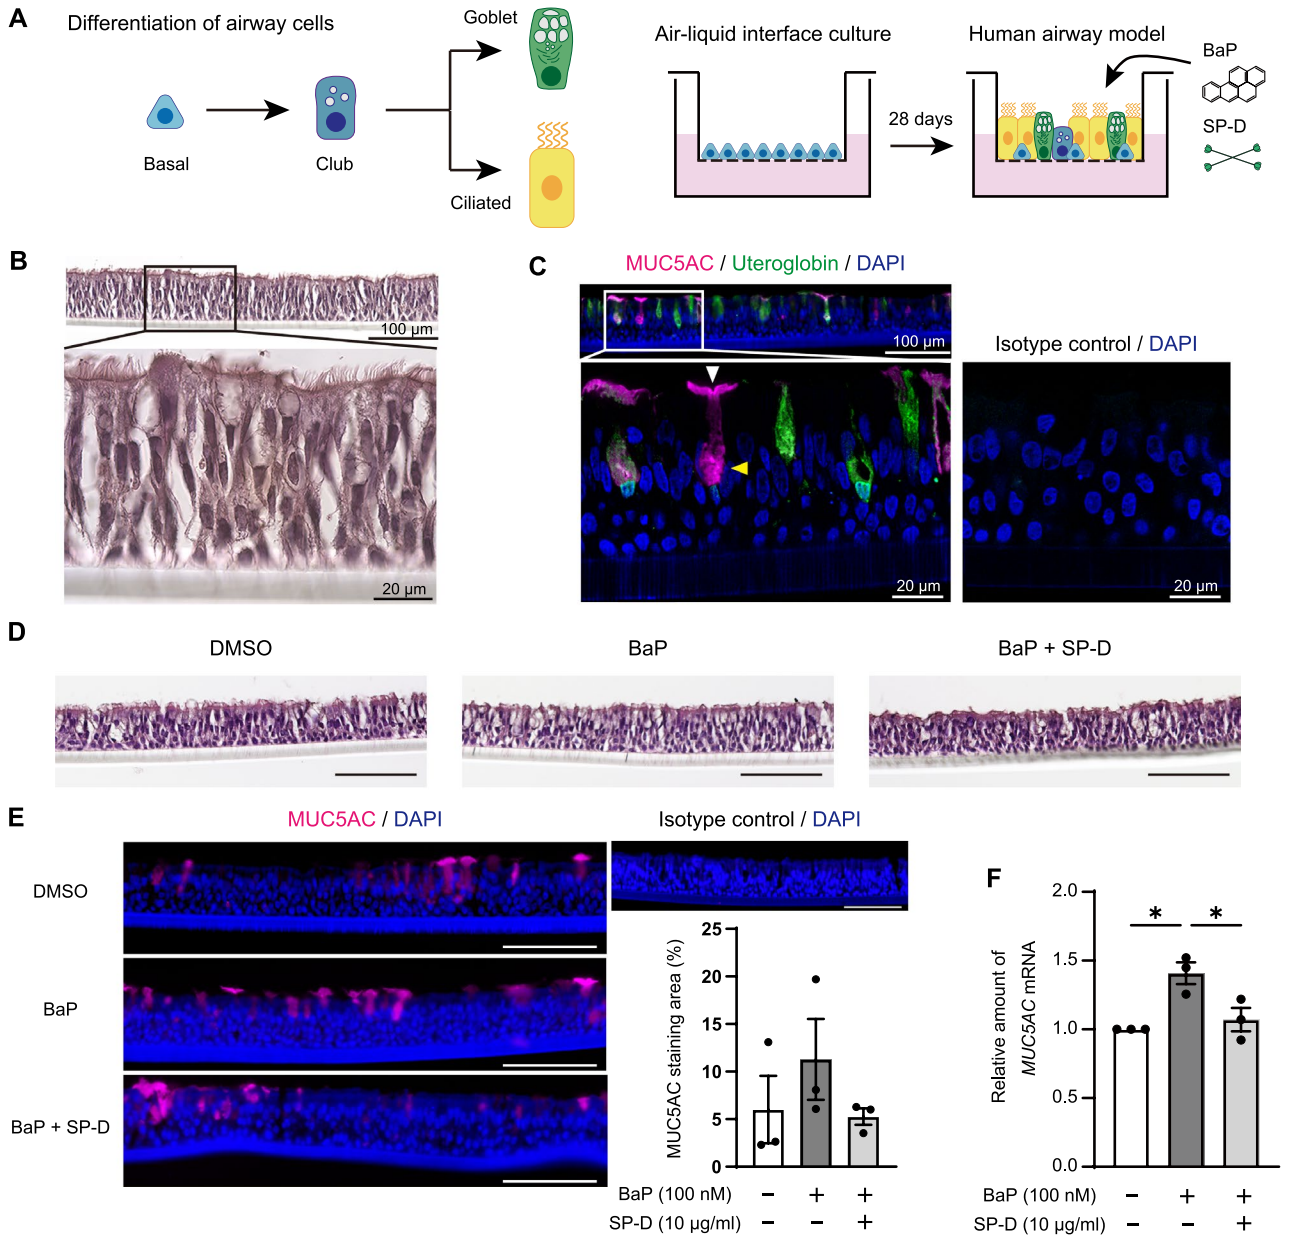 A
Differentiation of airway cells
Goblet
Basal
Club
Ciliated
Air-liquid interface culture
28 days
Human airway model
BaP
SP-D
B
100 µm
20 µm
C
MUC5AC / Uteroglobin / DAPI
100 µm
20 µm
Isotype control / DAPI
20 µm
D
DMSO
BaP
BaP + SP-D
E
MUC5AC / DAPI
DMSO
BaP
BaP + SP-D
Isotype control / DAPI
MUC5AC staining area (%)
25
20
15
10
5
0
BaP (100 nM) − + +
SP-D (10 µg/ml) − − +
F
Relative amount of
MUC5AC mRNA
2.0
1.5
1.0
0.5
0.0
* *
BaP (100 nM) − + +
SP-D (10 µg/ml) − − +